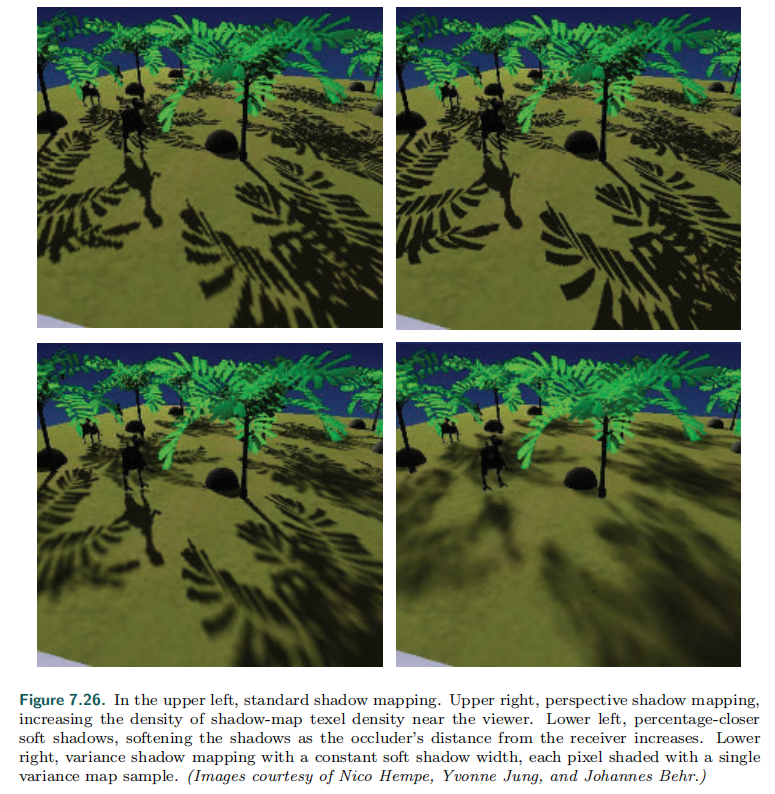 Figure 7.26. In the upper left, standard shadow mapping. Upper right, perspective shadow mapping,
increasing the density of shadow-map texel density near the viewer. Lower left, percentage-closer
soft shadows, softening the shadows as the occluder's distance from the receiver increases. Lower
right, variance shadow mapping with a constant soft shadow width, each pixel shaded with a single
variance map sample. (Images courtesy of Nico Hempe, Yvonne Jung, and Johannes Behr.)